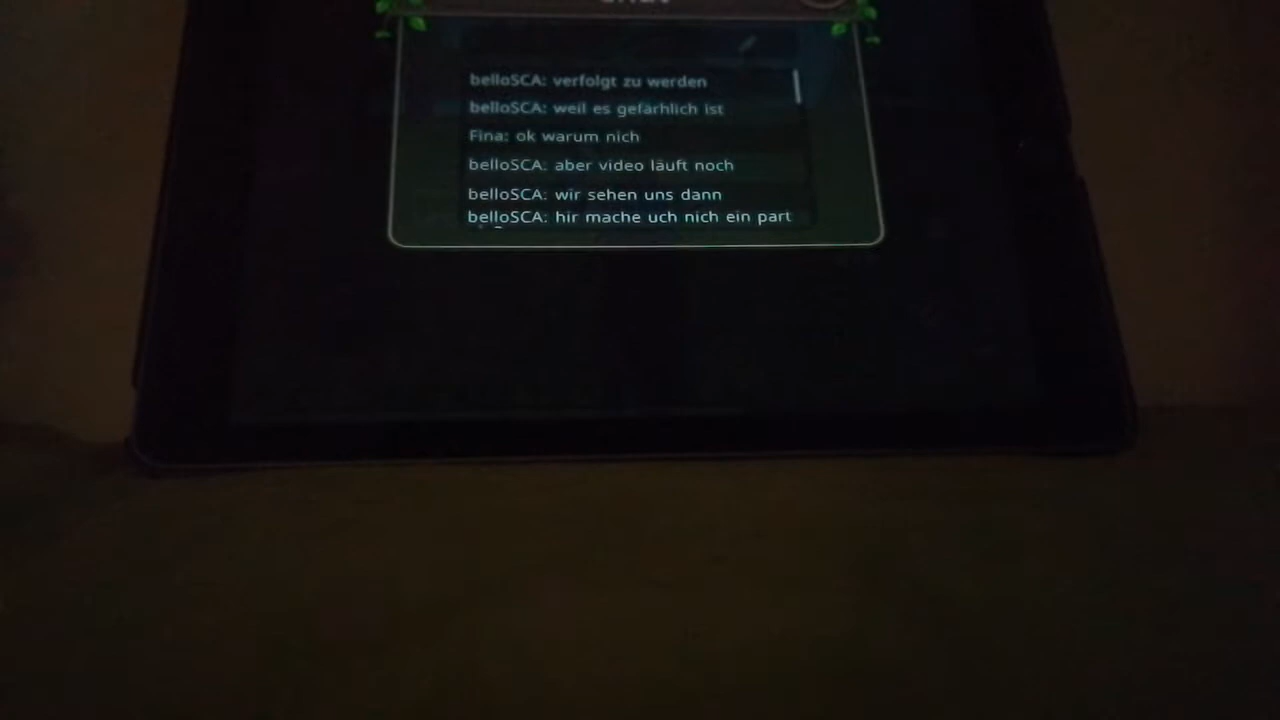 belloSCA: verfolgt zu werden
belloSCA: weil es gefärhlich ist
Fina: ok warum nich
belloSCA: aber video läuft noch
belloSCA: wir sehen uns dann
belloSCA: hir mache uch nich ein part